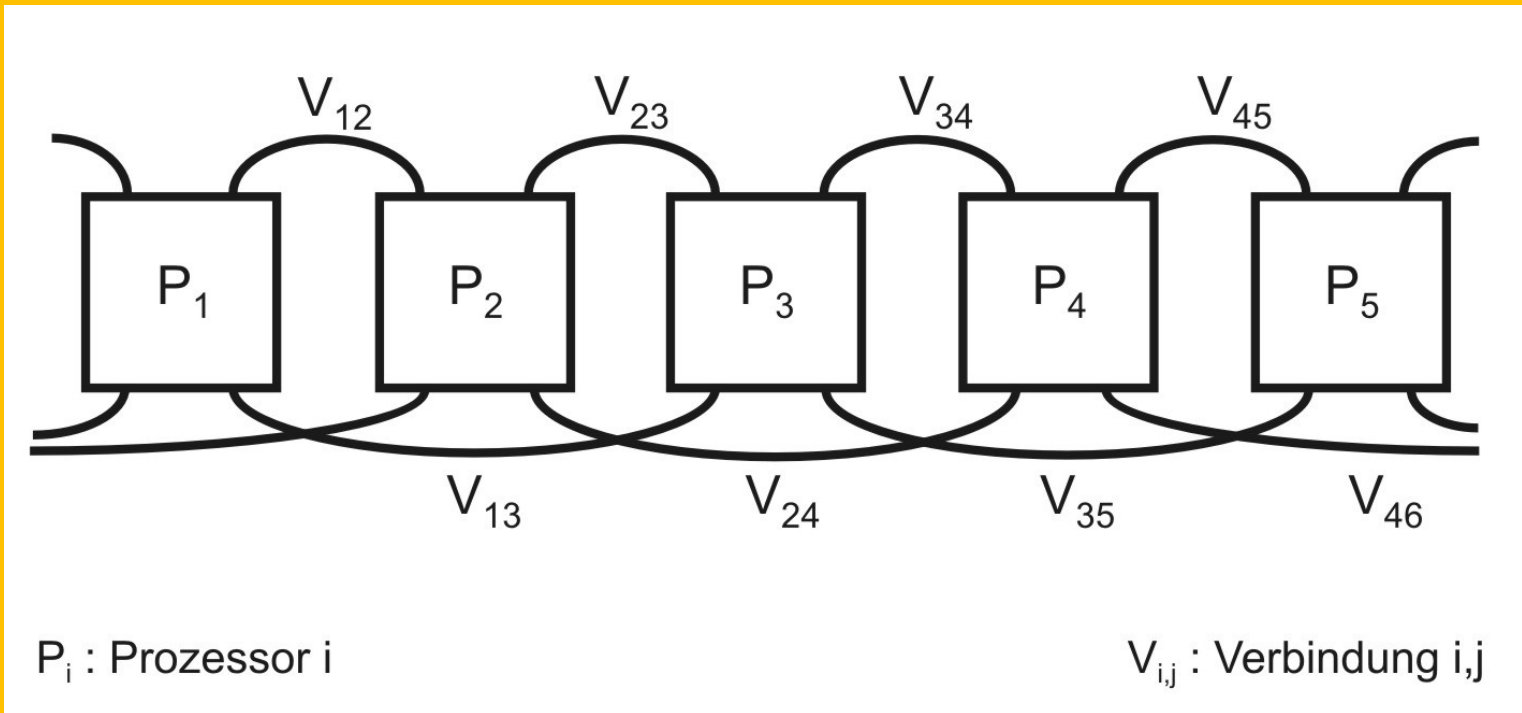 V12 V23 V34 V45
P1 P2 P3 P4 P5
V13 V24 V35 V46
Pi : Prozessor i Vi,j : Verbindung i,j